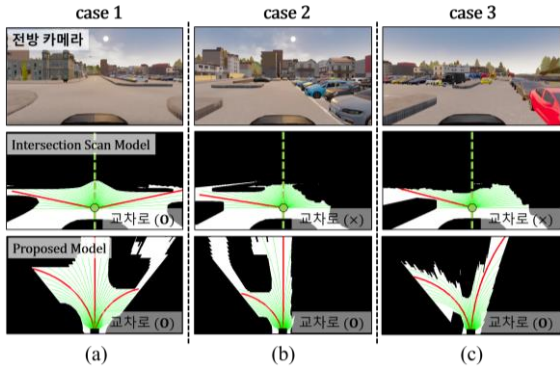 case 1 case 2 case 3
전방 카메라
Intersection Scan Model
교차로 (O) 교차로 (×) 교차로 (×)
Proposed Model
교차로 (O) 교차로 (O) 교차로 (O)
(a) (b) (c)